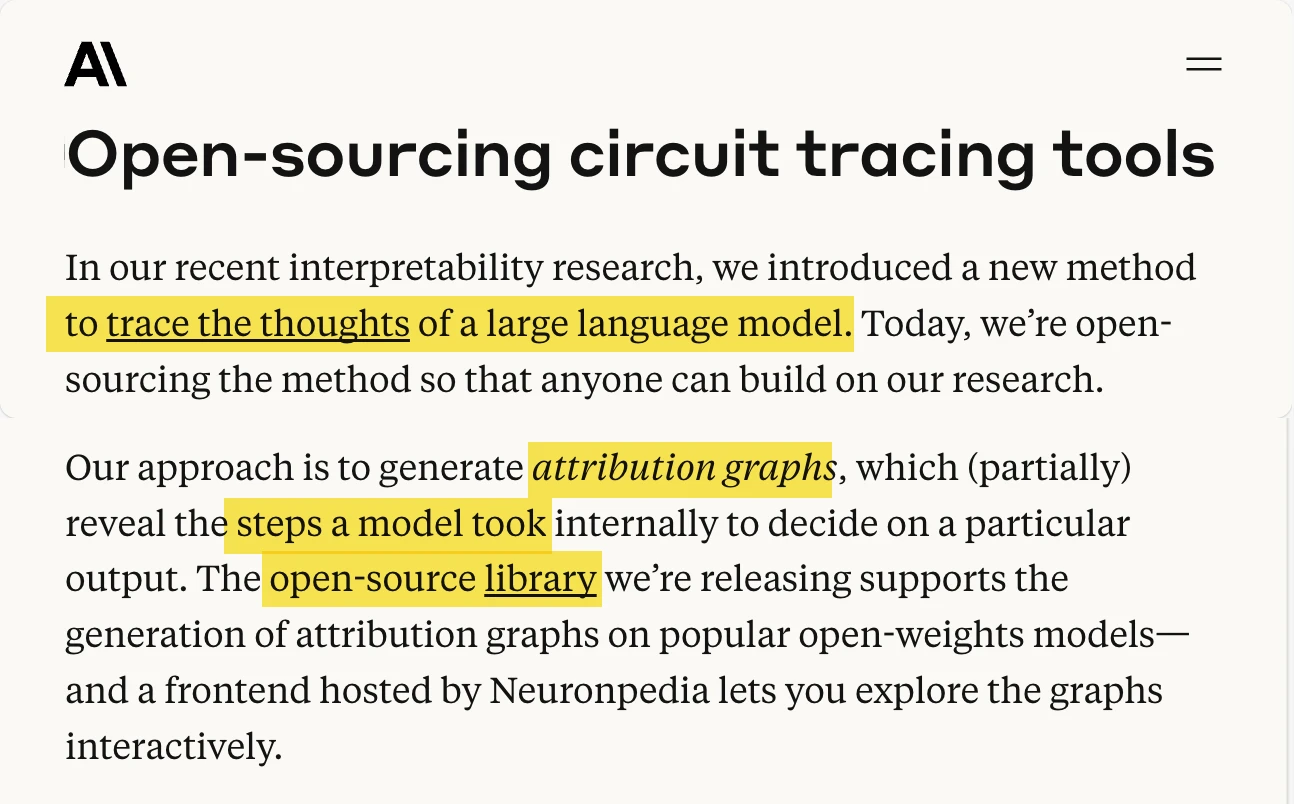 A\
Open-sourcing circuit tracing tools
In our recent interpretability research, we introduced a new method
to trace the thoughts of a large language model. Today, we’re open-
sourcing the method so that anyone can build on our research.
Our approach is to generate attribution graphs, which (partially)
reveal the steps a model took internally to decide on a particular
output. The open-source library we’re releasing supports the
generation of attribution graphs on popular open-weights models—
and a frontend hosted by Neuronpedia lets you explore the graphs
interactively.